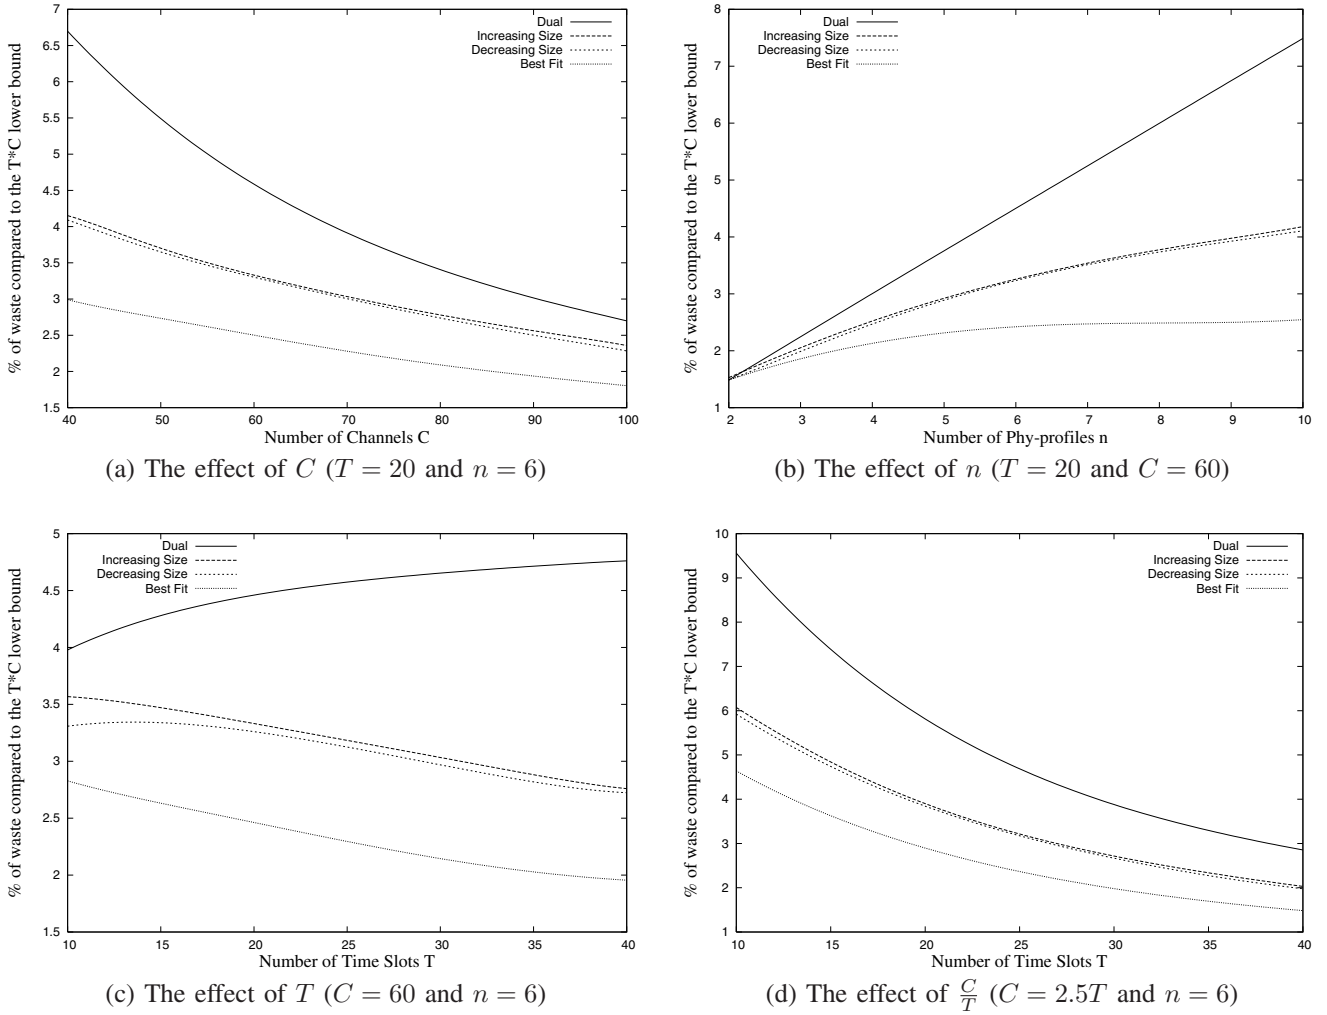 % of waste compared to the T*C lower bound
7
6.5
6
5.5
5
4.5
4
3.5
3
2.5
2
1.5
Dual
Increasing Size
Decreasing Size
Best Fit
40 50 60 70 80 90 100
Number of Channels C
(a) The effect of C (T = 20 and n = 6)
% of waste compared to the T*C lower bound
8
7
6
5
4
3
2
1
Dual
Increasing Size
Decreasing Size
Best Fit
2 3 4 5 6 7 8 9 10
Number of Phy-profiles n
(b) The effect of n (T = 20 and C = 60)
% of waste compared to the T*C lower bound
5
4.5
4
3.5
3
2.5
2
1.5
Dual
Increasing Size
Decreasing Size
Best Fit
10 15 20 25 30 35 40
Number of Time Slots T
(c) The effect of T (C = 60 and n = 6)
% of waste compared to the T*C lower bound
10
9
8
7
6
5
4
3
2
1
Dual
Increasing Size
Decreasing Size
Best Fit
10 15 20 25 30 35 40
Number of Time Slots T
(d) The effect of C/T (C = 2.5T and n = 6)